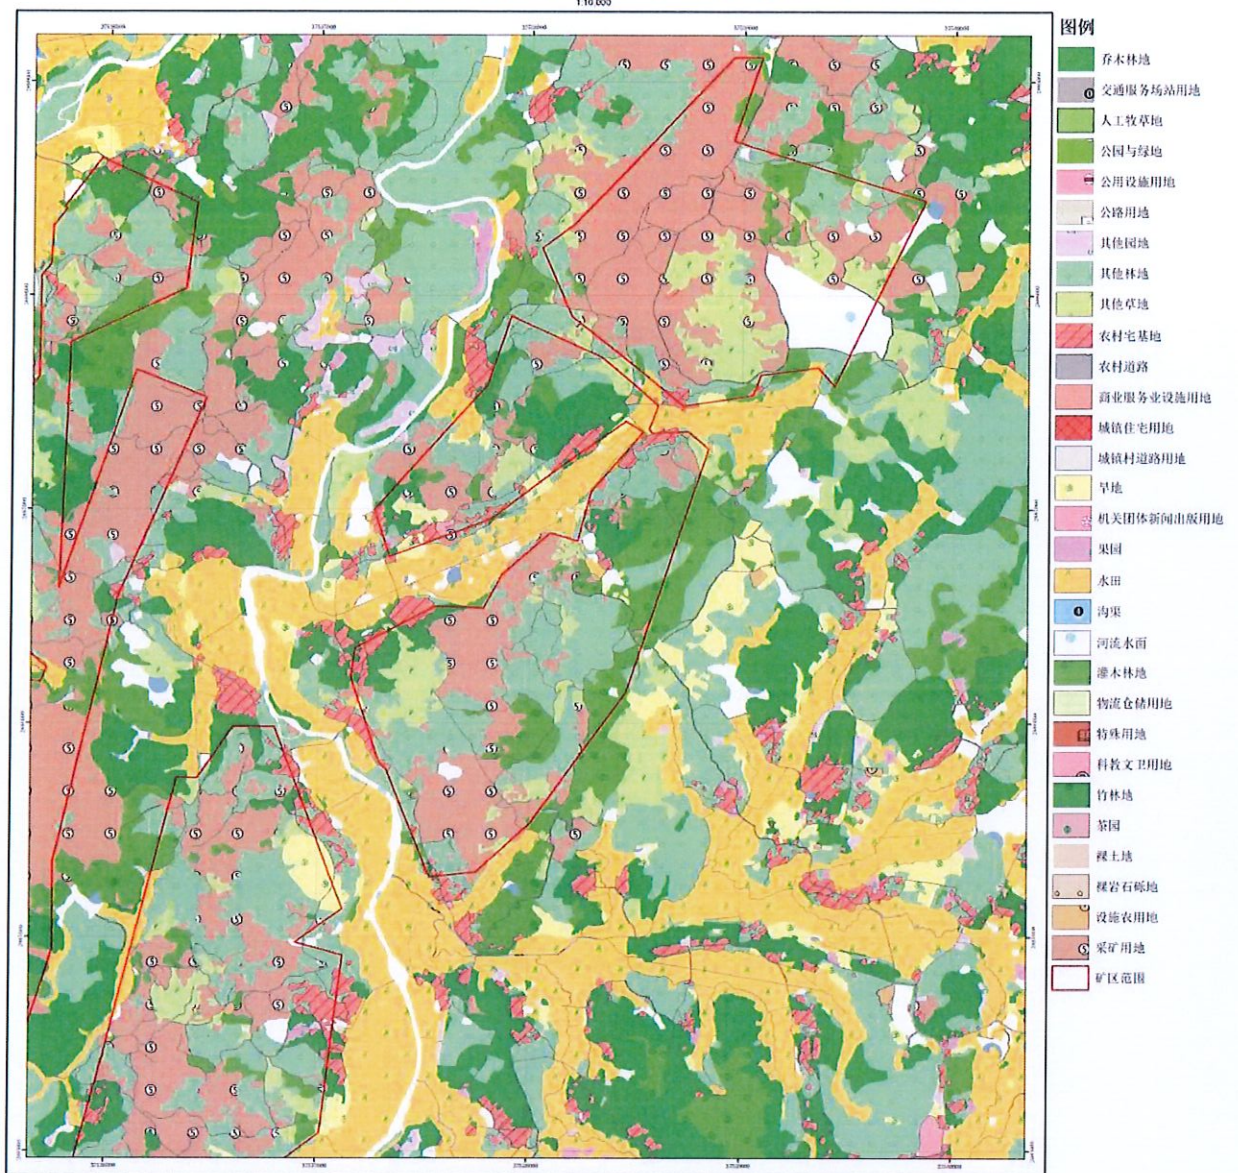 1:10 000
图例
乔木林地
交通服务场站用地
人工牧草地
公园与绿地
公用设施用地
公路用地
其他园地
其他林地
其他草地
农村宅基地
农村道路
商业服务业设施用地
城镇住宅用地
城镇村道路用地
旱地
机关团体新闻出版用地
果园
水田
沟渠
河流水面
灌木林地
物流仓储用地
特殊用地
科教文卫用地
竹林地
茶园
裸土地
裸岩石砾地
设施农用地
采矿用地
矿区范围